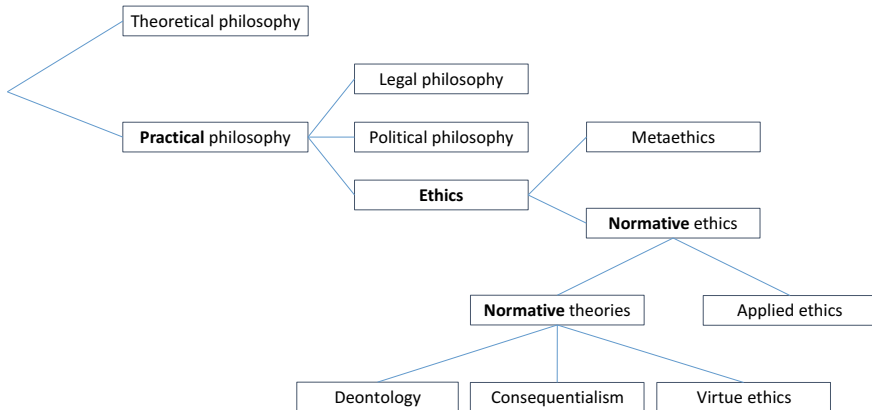 Theoretical philosophy
Legal philosophy
Practical philosophy
Political philosophy
Metaethics
Ethics
Normative ethics
Normative theories
Applied ethics
Deontology
Consequentialism
Virtue ethics